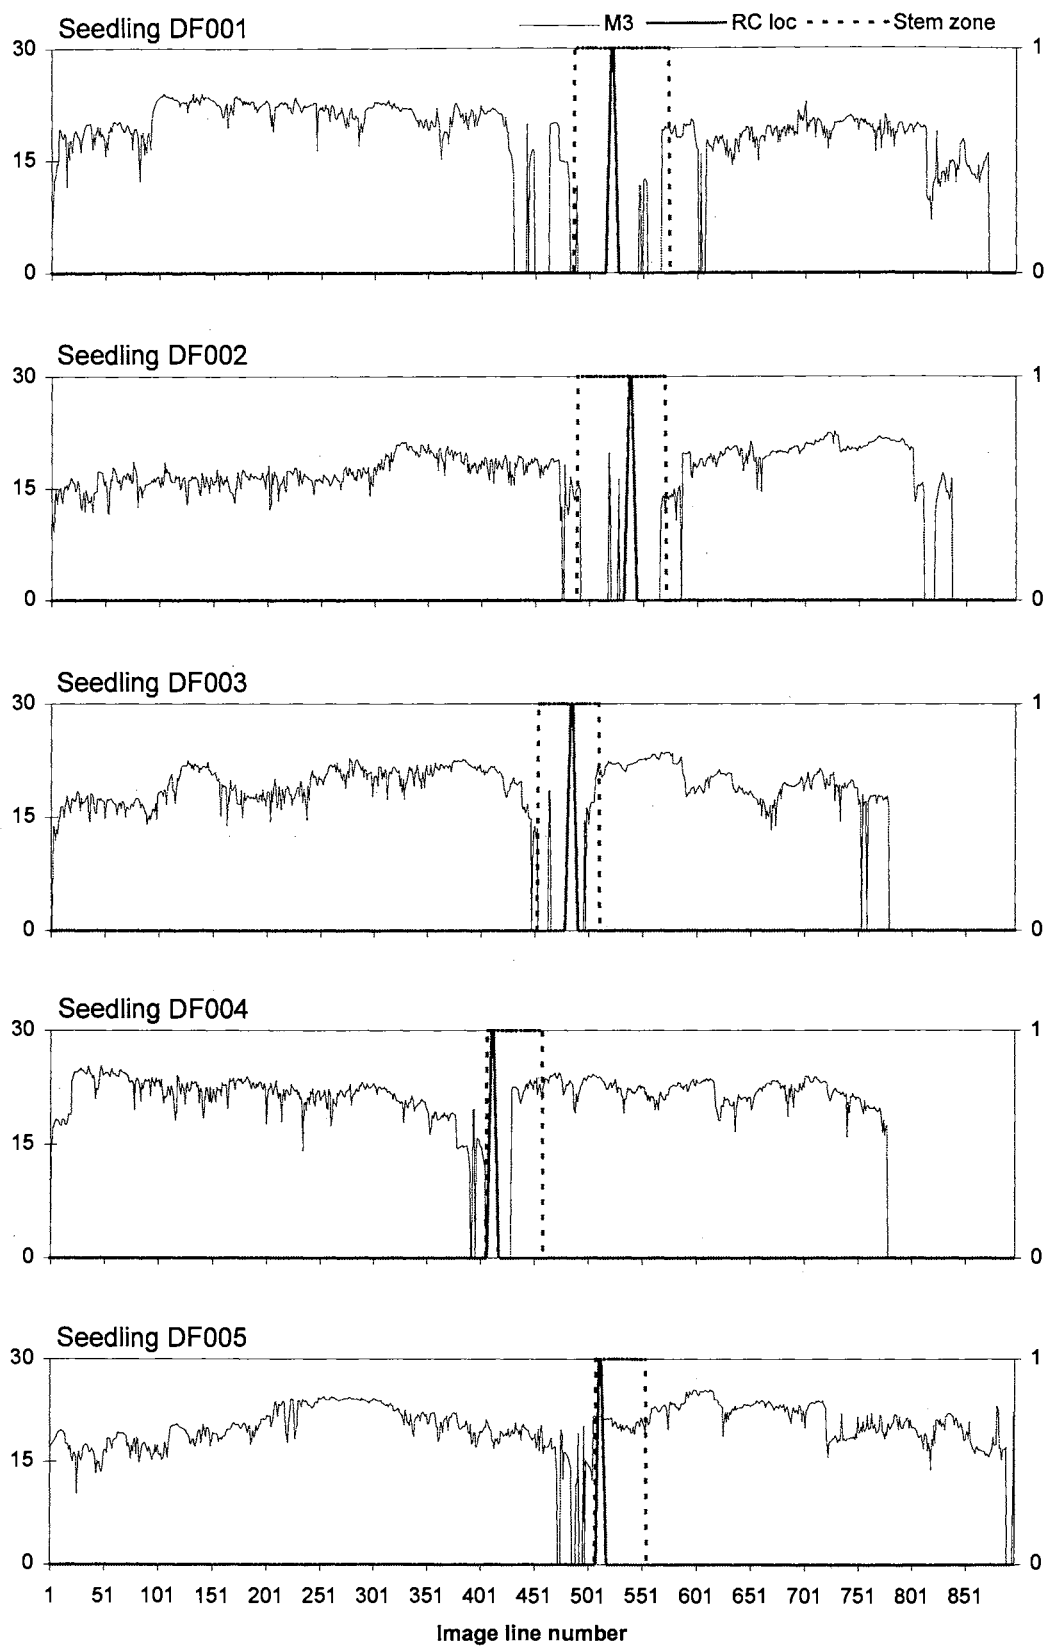 Seedling DF001
M3 RC loc Stem zone
30 1
15
0 0
Seedling DF002
30 1
15
0 0
Seedling DF003
30 1
15
0 0
Seedling DF004
30 1
15
0 0
Seedling DF005
30 1
15
0 0
1 51 101 151 201 251 301 351 401 451 501 551 601 651 701 751 801 851
Image line number